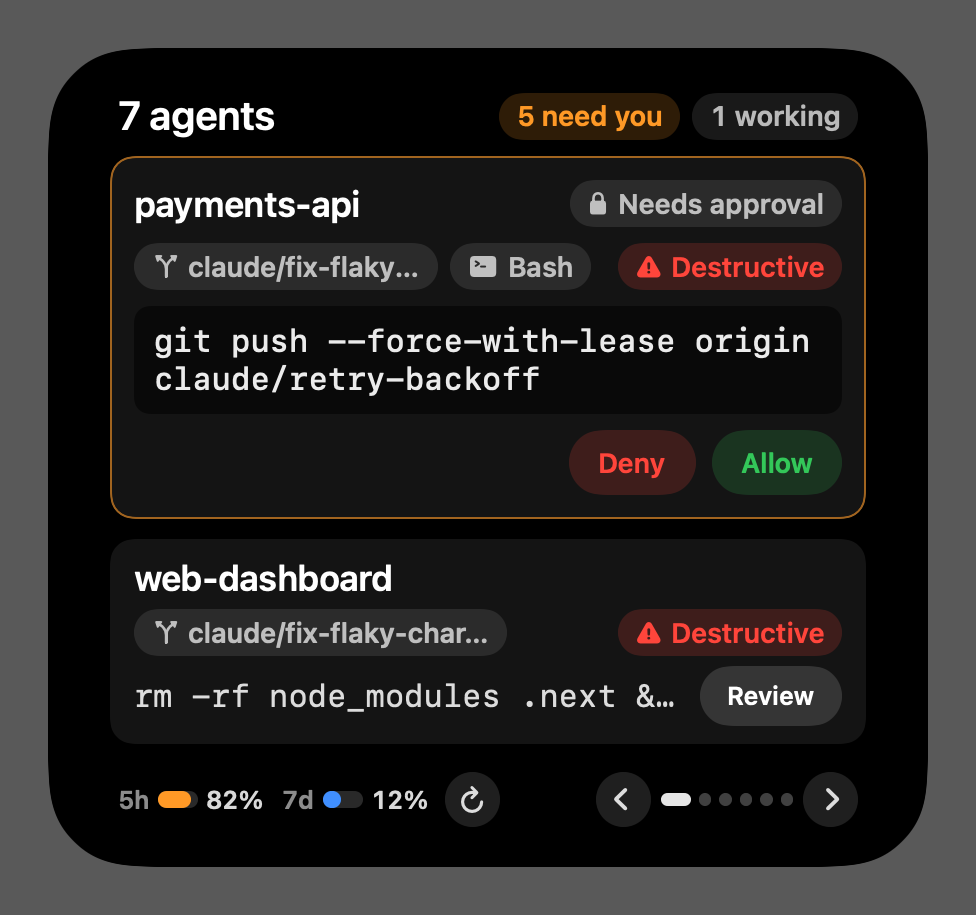 7 agents 5 need you 1 working
payments-api Needs approval
claude/fix-flaky... Bash Destructive
git push --force-with-lease origin
claude/retry-backoff
Deny Allow
web-dashboard
claude/fix-flaky-char... Destructive
rm -rf node_modules .next &… Review
5h 82% 7d 12%